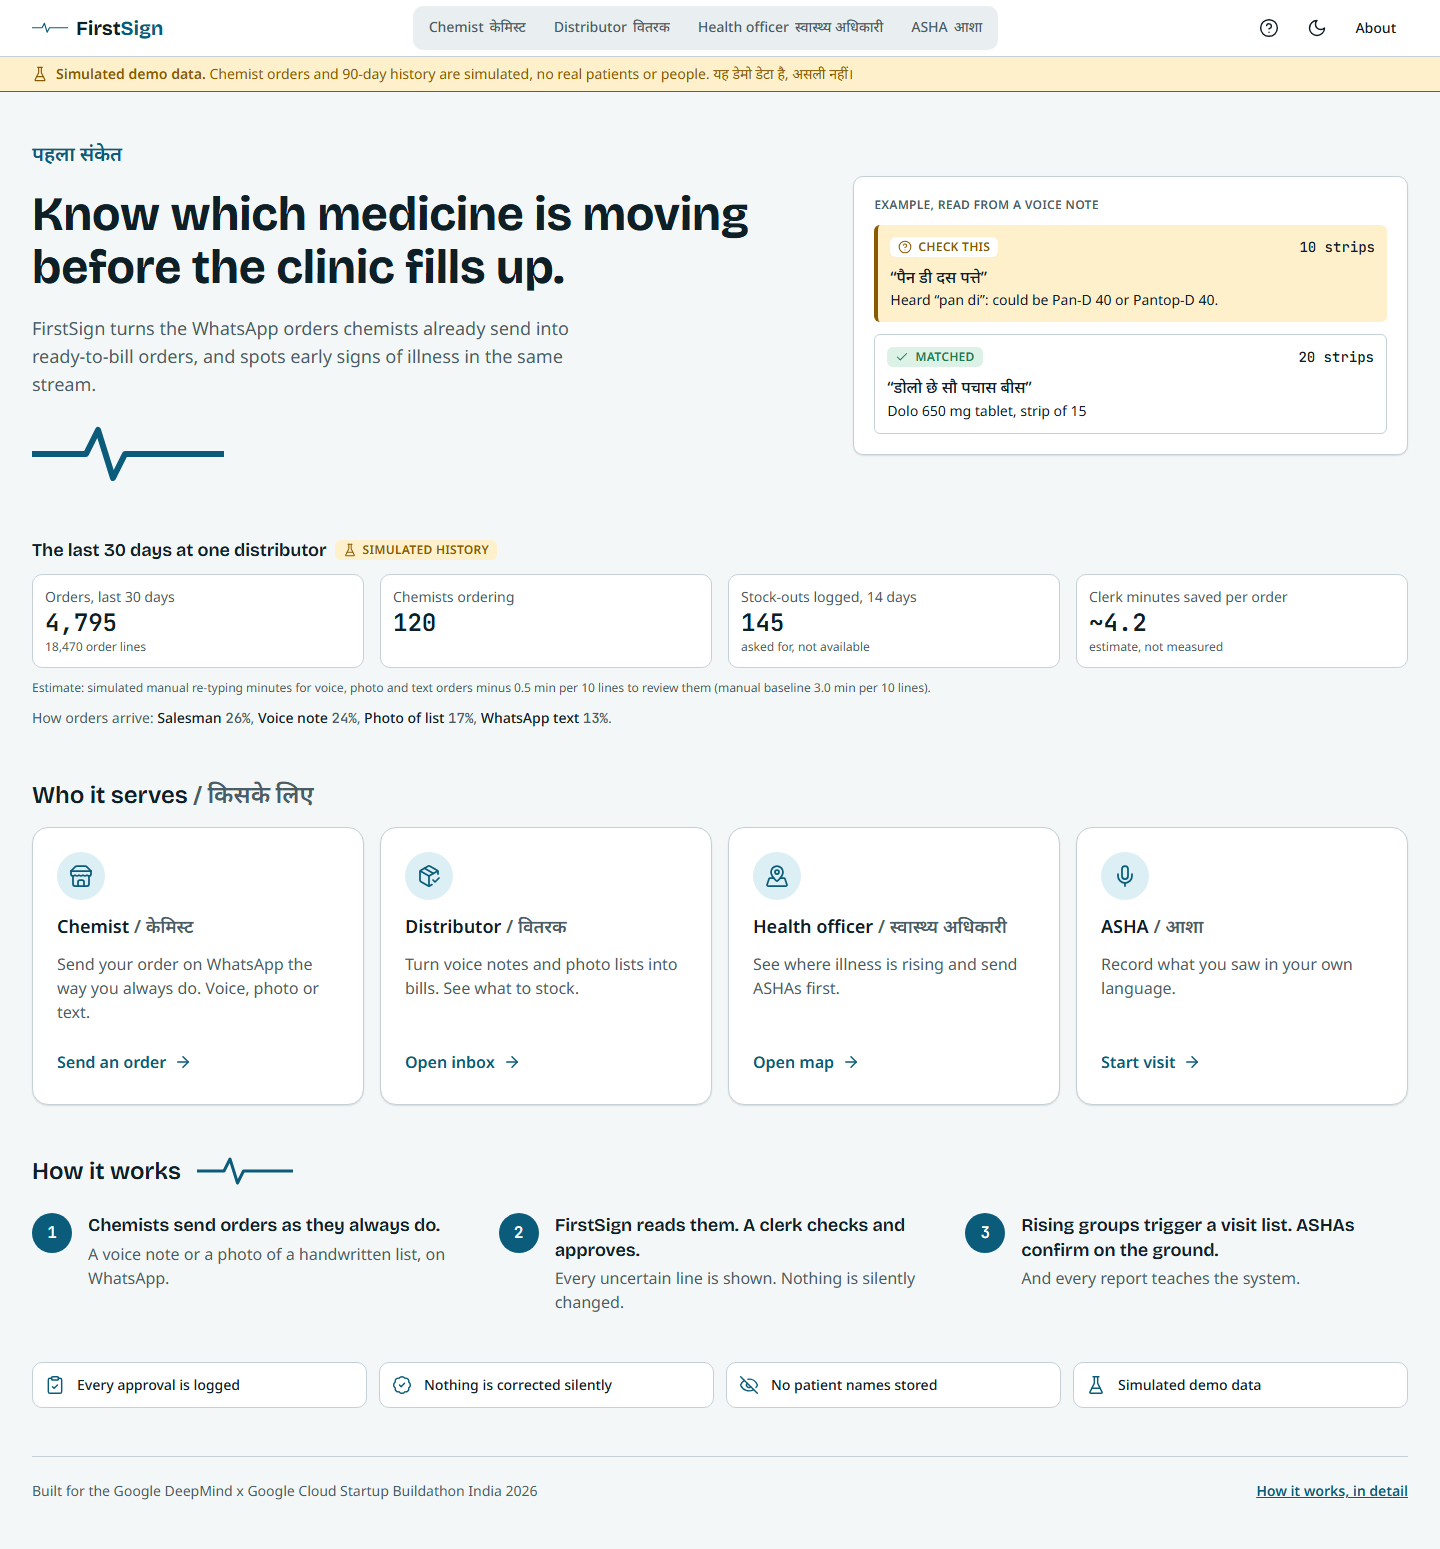 FirstSign
Chemist केमिस्ट Distributor वितरक Health officer स्वास्थ्य अधिकारी ASHA आशा
About
Simulated demo data. Chemist orders and 90-day history are simulated, no real patients or people. यह डेमो डेटा है, असली नहीं।
पहला संकेत
Know which medicine is moving
before the clinic fills up.
FirstSign turns the WhatsApp orders chemists already send into
ready-to-bill orders, and spots early signs of illness in the same
stream.
EXAMPLE, READ FROM A VOICE NOTE
CHECK THIS 10 strips
“पैन डी दस पत्ते”
Heard “pan di”: could be Pan-D 40 or Pantop-D 40.
MATCHED 20 strips
“डोलो छे सौ पचास बीस”
Dolo 650 mg tablet, strip of 15
The last 30 days at one distributor SIMULATED HISTORY
Orders, last 30 days
4,795
18,470 order lines
Chemists ordering
120
Stock-outs logged, 14 days
145
asked for, not available
Clerk minutes saved per order
~4.2
estimate, not measured
Estimate: simulated manual re-typing minutes for voice, photo and text orders minus 0.5 min per 10 lines to review them (manual baseline 3.0 min per 10 lines).
How orders arrive: Salesman 26%, Voice note 24%, Photo of list 17%, WhatsApp text 13%.
Who it serves / किसके लिए
Chemist / केमिस्ट
Send your order on WhatsApp the
way you always do. Voice, photo or
text.
Send an order
Distributor / वितरक
Turn voice notes and photo lists into
bills. See what to stock.
Open inbox
Health officer / स्वास्थ्य अधिकारी
See where illness is rising and send
ASHAs first.
Open map
ASHA / आशा
Record what you saw in your own
language.
Start visit
How it works
1
Chemists send orders as they always do.
A voice note or a photo of a handwritten list, on
WhatsApp.
2
FirstSign reads them. A clerk checks and
approves.
Every uncertain line is shown. Nothing is silently
changed.
3
Rising groups trigger a visit list. ASHAs
confirm on the ground.
And every report teaches the system.
Every approval is logged
Nothing is corrected silently
No patient names stored
Simulated demo data
Built for the Google DeepMind x Google Cloud Startup Buildathon India 2026
How it works, in detail